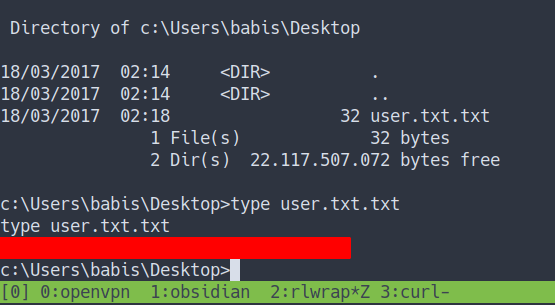 Directory of c:\Users\babis\Desktop
18/03/2017  02:14    <DIR>          .
18/03/2017  02:14    <DIR>          ..
18/03/2017  02:18                32 user.txt.txt
               1 File(s)             32 bytes
               2 Dir(s)  22.117.507.072 bytes free
c:\Users\babis\Desktop>type user.txt.txt
type user.txt.txt
c:\Users\babis\Desktop>
[0] 0:openvpn  1:obsidian  2:rlwrap*Z 3:curl-